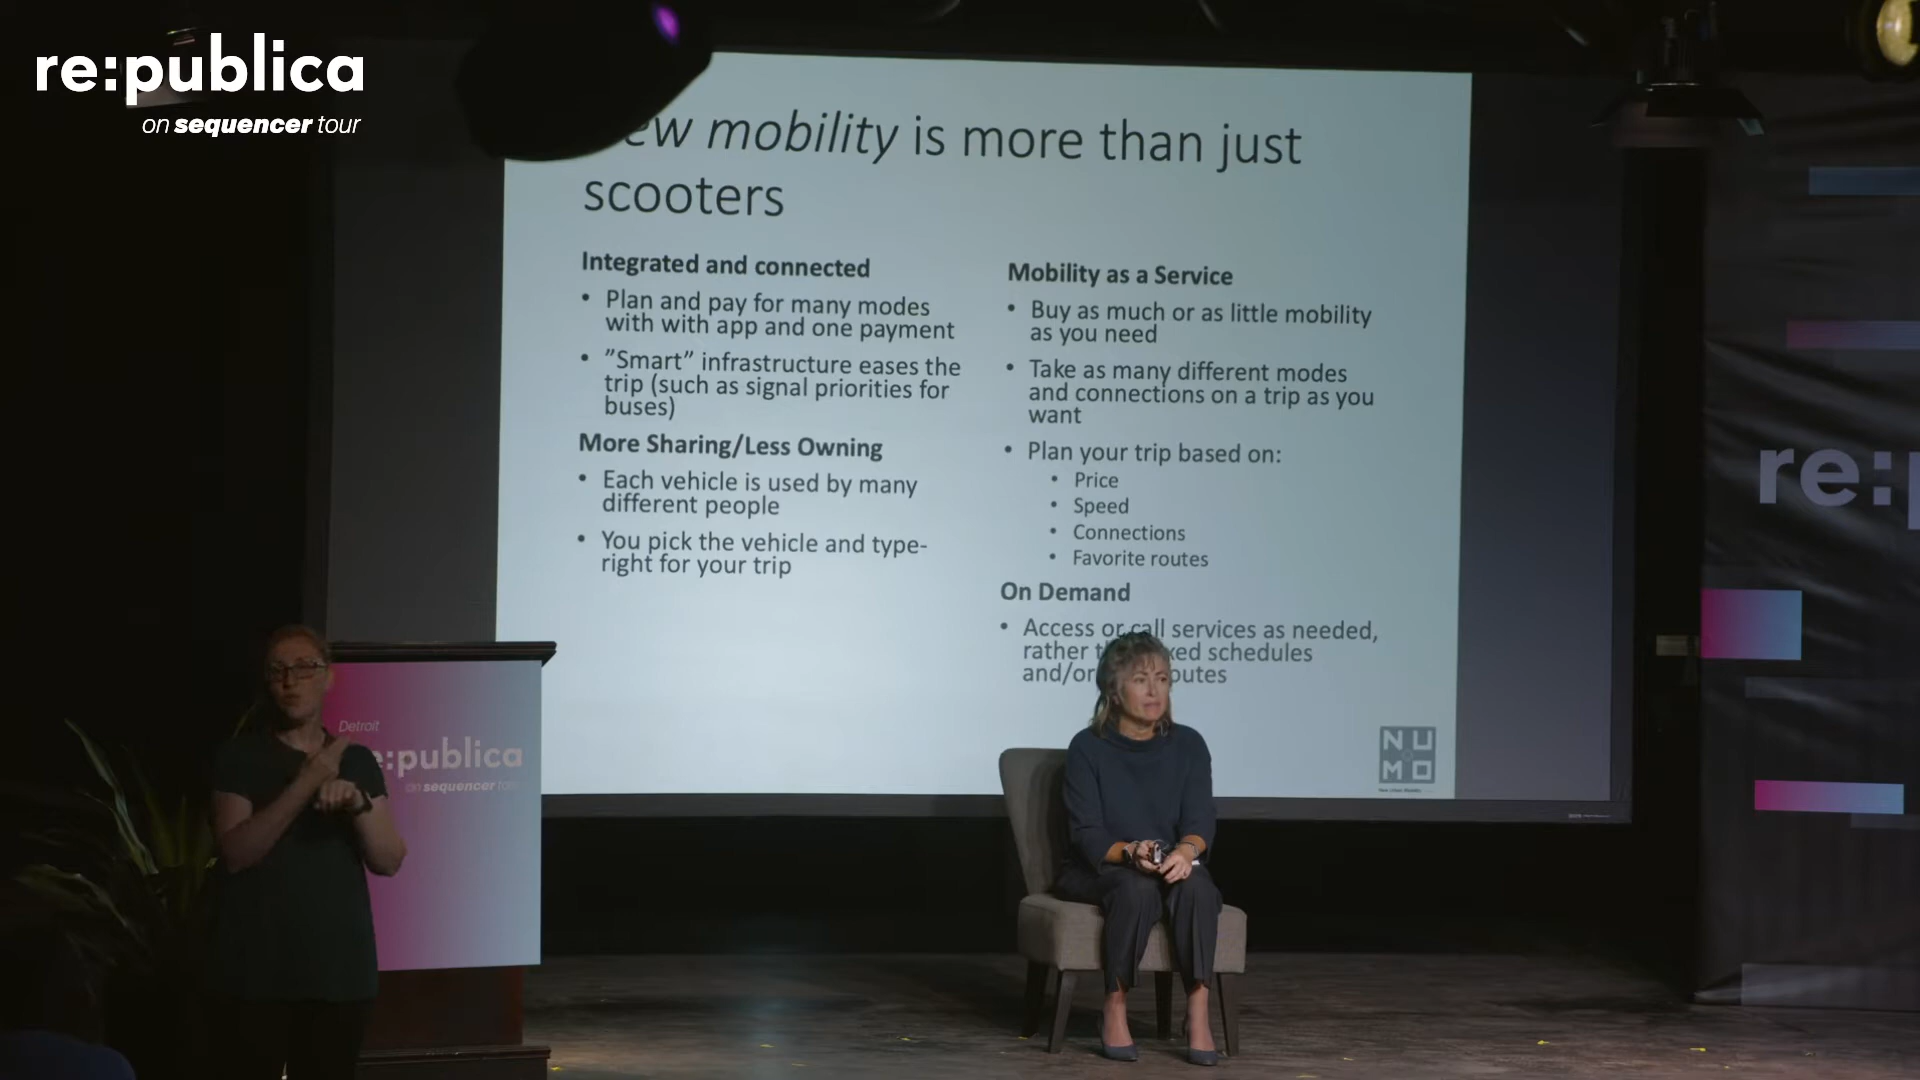 re:publica
on sequencer tour
mobility is more than just
scooters
Integrated and connected
• Plan and pay for many modes
with with app and one payment
• ”Smart” infrastructure eases the
trip (such as signal priorities for
buses)
More Sharing/Less Owning
• Each vehicle is used by many
different people
• You pick the vehicle and type-
right for your trip
Mobility as a Service
• Buy as much or as little mobility
as you need
• Take as many different modes
and connections on a trip as you
want
• Plan your trip based on:
• Price
• Speed
• Connections
• Favorite routes
On Demand
• Access or call services as needed,
rather schedules
and/or
NU
MO
Detroit
e:publica
on sequencer tour
re:p